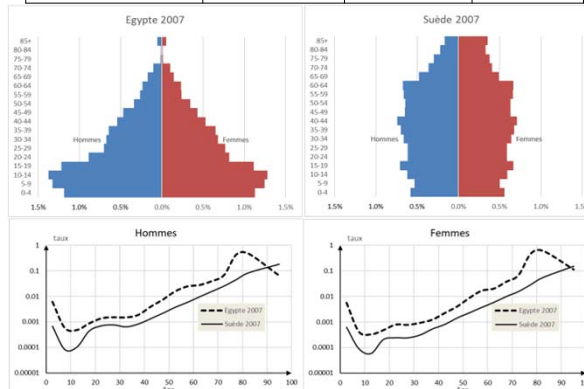 Egypte 2007
85+
80-84
75-79
70-74
65-69
60-64
55-59
50-54
45-49
40-44
35-39
30-34
25-29
20-24
15-19
10-14
5-9
0-4
Hommes
Femmes
1.5% 1.0% 0.5% 0.0% 0.5% 1.0% 1.5%
Suède 2007
85+
80-84
75-79
70-74
65-69
60-64
55-59
50-54
45-49
40-44
35-39
30-34
25-29
20-24
15-19
10-14
5-9
0-4
Hommes
Femmes
1.5% 1.0% 0.5% 0.0% 0.5% 1.0% 1.5%
Hommes
taux
1
0.1
0.01
0.001
0.0001
0.00001
Egypte 2007
Suède 2007
0 10 20 30 40 50 60 70 80 90 100
Femmes
taux
1
0.1
0.01
0.001
0.0001
0.00001
Egypte 2007
Suède 2007
0 10 20 30 40 50 60 70 80 90 100